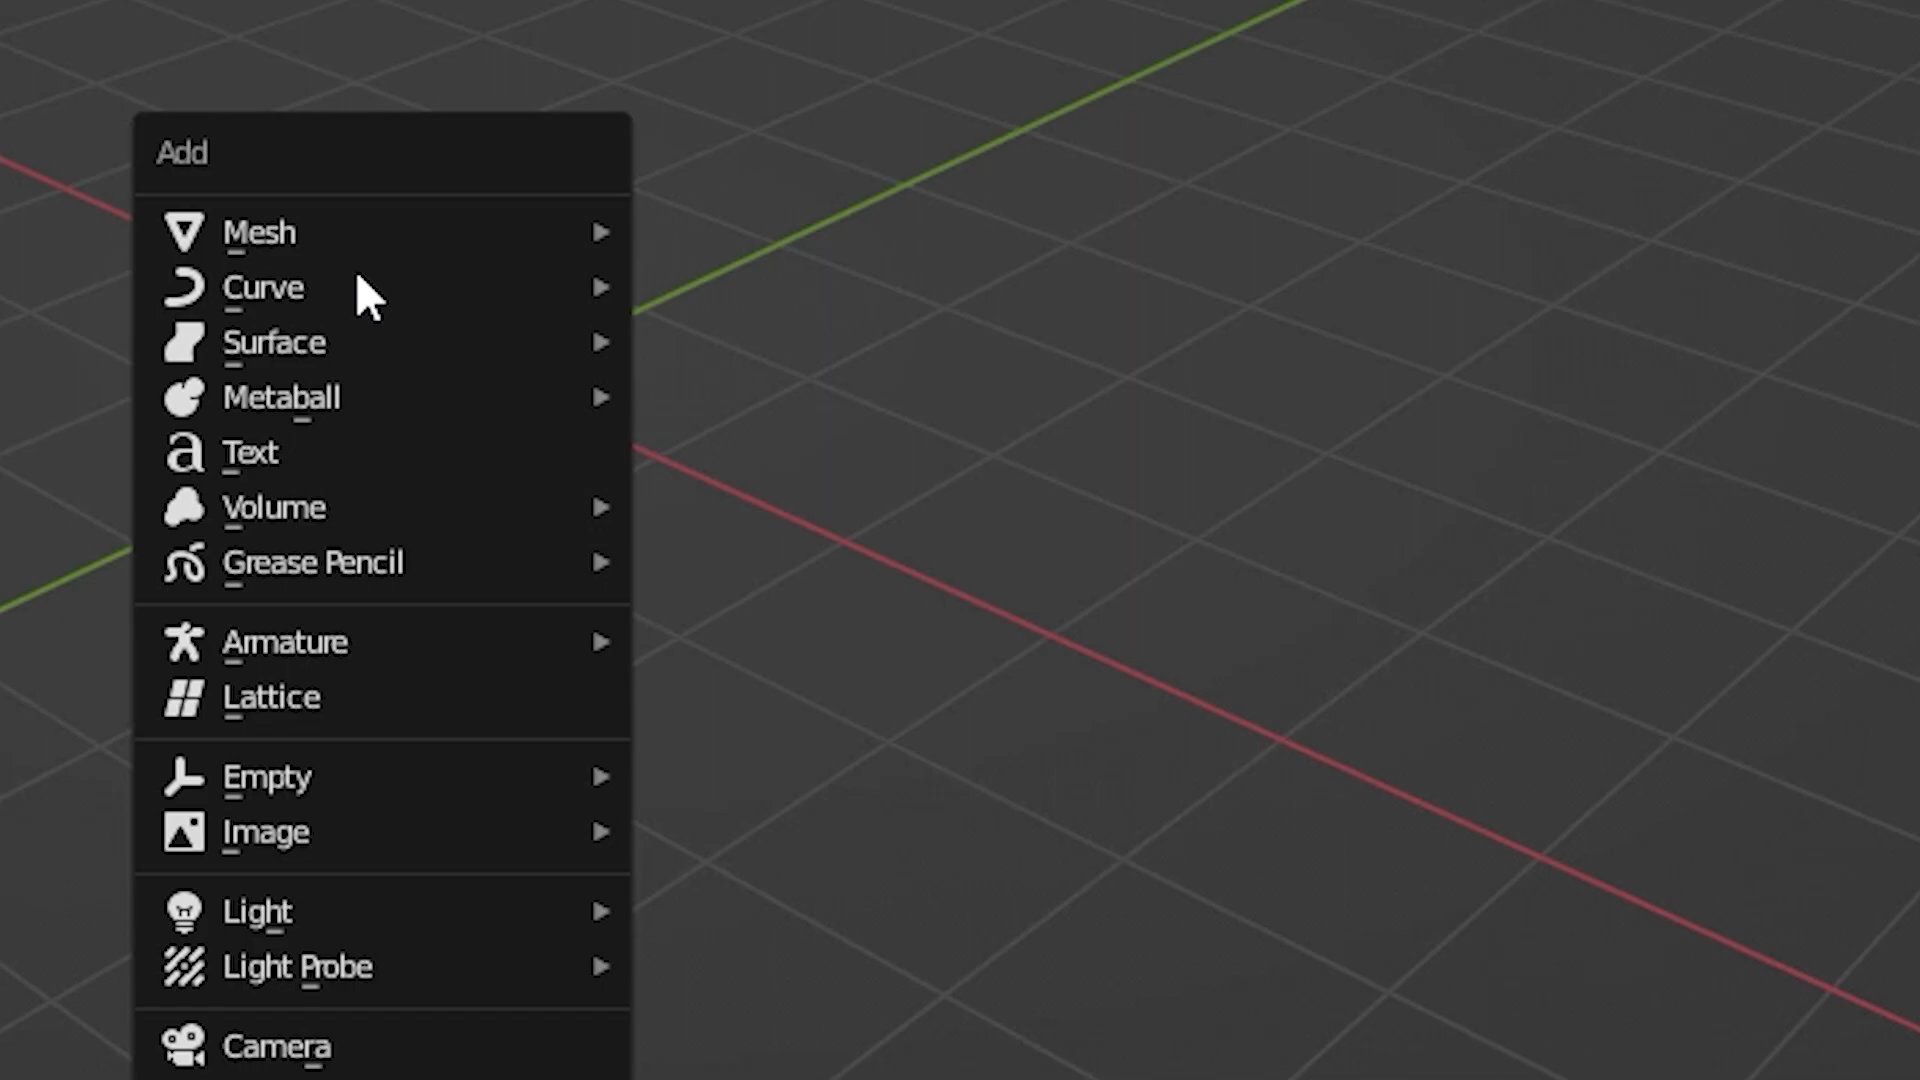 Add
Mesh
Curve
Surface
Metaball
Text
Volume
Grease Pencil
Armature
Lattice
Empty
Image
Light
Light Probe
Camera